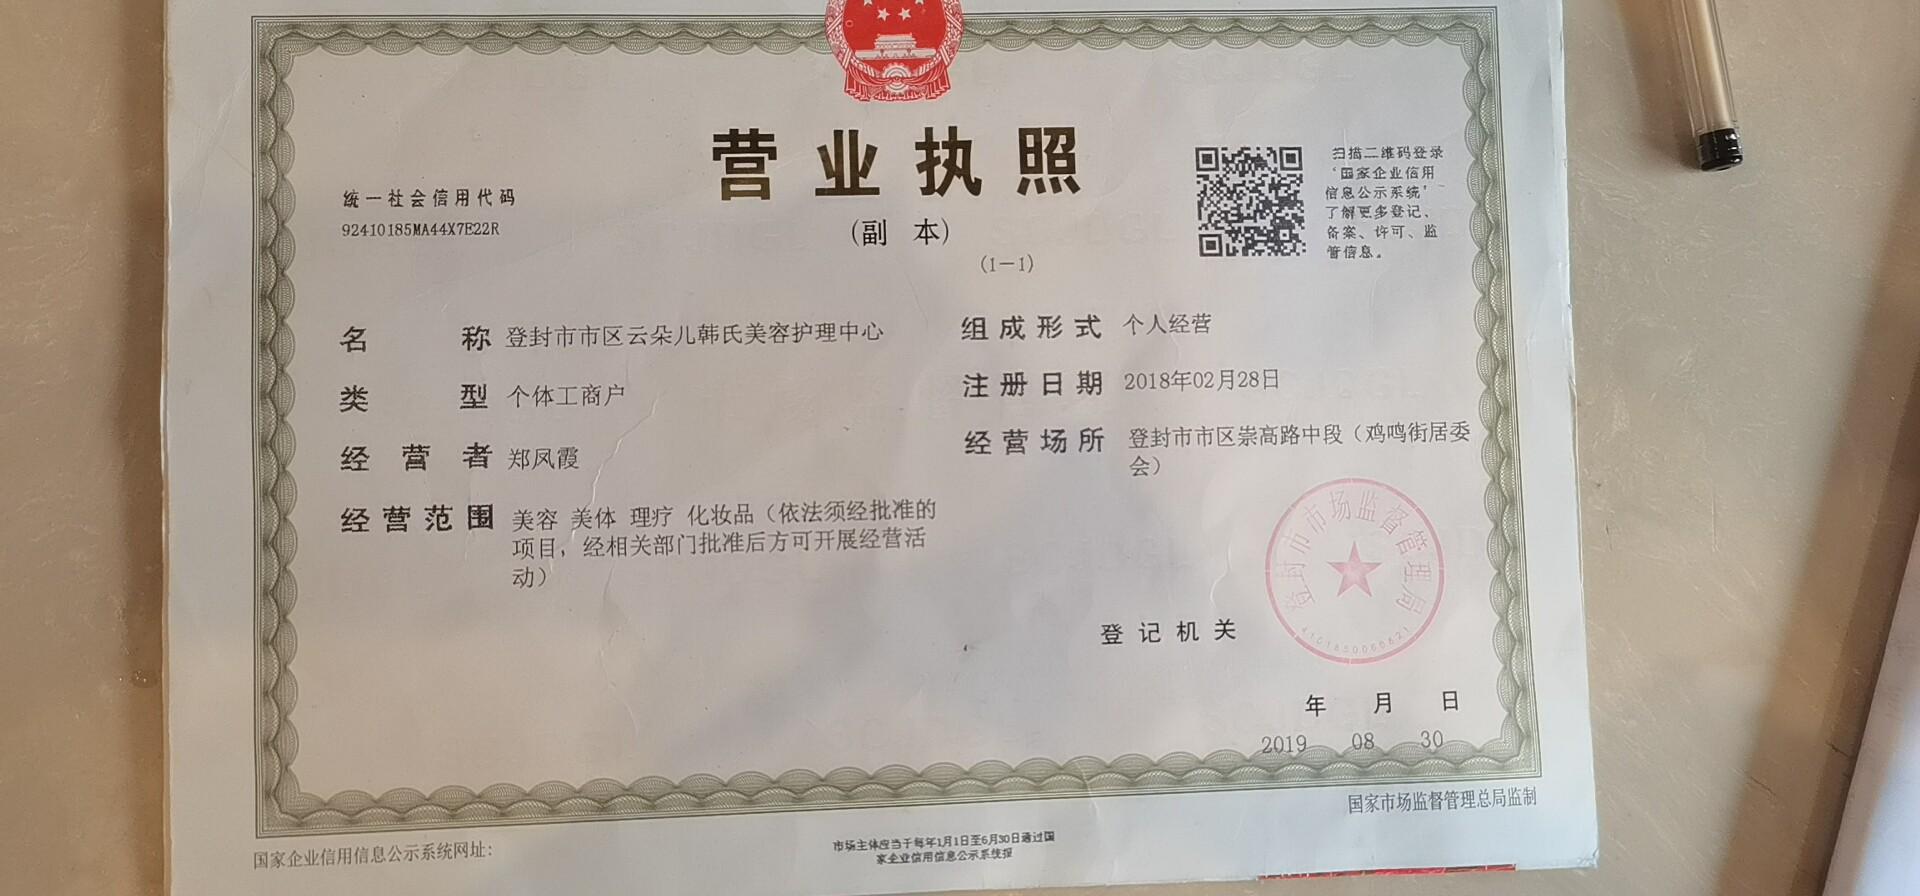 营业执照
(副 本)
(1-1)
统一社会信用代码
92410185MA44X7E22R
扫描二维码登录
‘国家企业信用
信息公示系统’
了解更多登记、
备案、许可、监
管信息。
名 称 登封市市区云朵儿韩氏美容护理中心
类 型 个体工商户
经 营 者 郑凤霞
经 营 范 围 美容 美体 理疗 化妆品（依法须经批准的
项目，经相关部门批准后方可开展经营活
动）
组 成 形 式 个人经营
注 册 日 期 2018年02月28日
经 营 场 所 登封市市区崇高路中段（鸡鸣街居委
会）
登封市市场监督管理局
登 记 机 关
年 月 日
2019 08 30
国家市场监督管理总局监制
国家企业信用信息公示系统网址：
市场主体应当于每年1月1日至6月30日通过国
家企业信用信息公示系统报